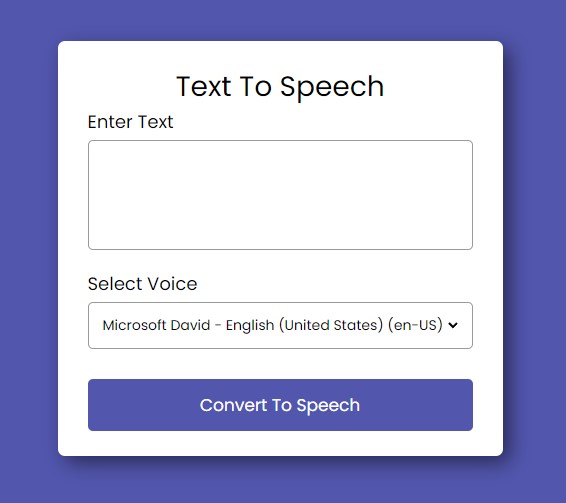 Text To Speech
Enter Text
Select Voice
Microsoft David - English (United States) (en-US)
Convert To Speech